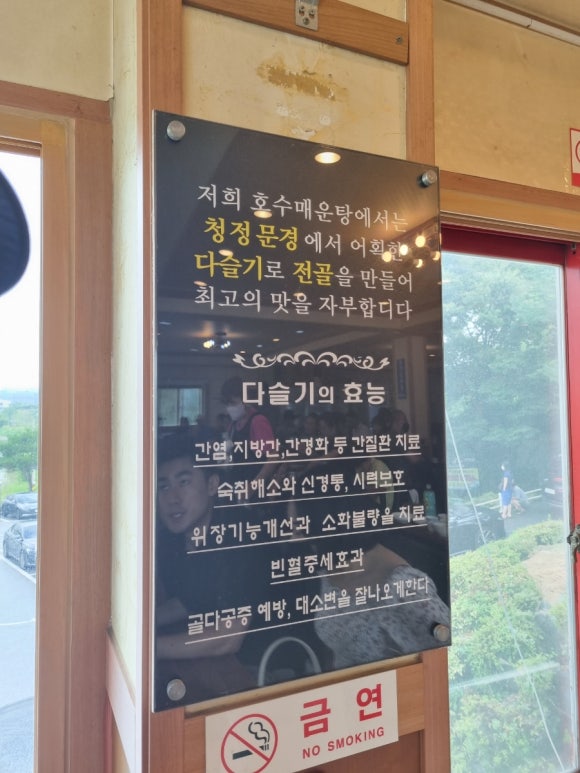 저희 호수매운탕에서는
청정문경에서 어획한
다슬기로 전골을 만들어
최고의 맛을 자부합니다
다슬기의 효능
간염,지방간,간경화 등 간질환 치료
숙취해소와 신경통, 시력보호
위장기능개선과 소화불량을 치료
빈혈증세효과
골다공증 예방, 대소변을 잘나오게한다
금연
NO SMOKING